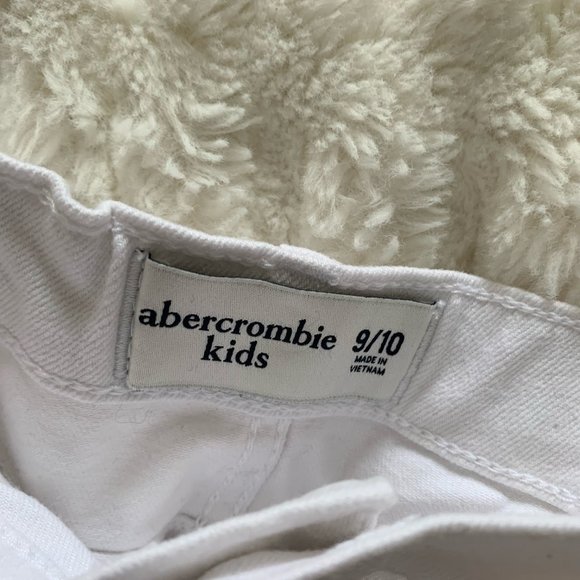 abercrombie
kids
9/10
MADE IN
VIETNAM